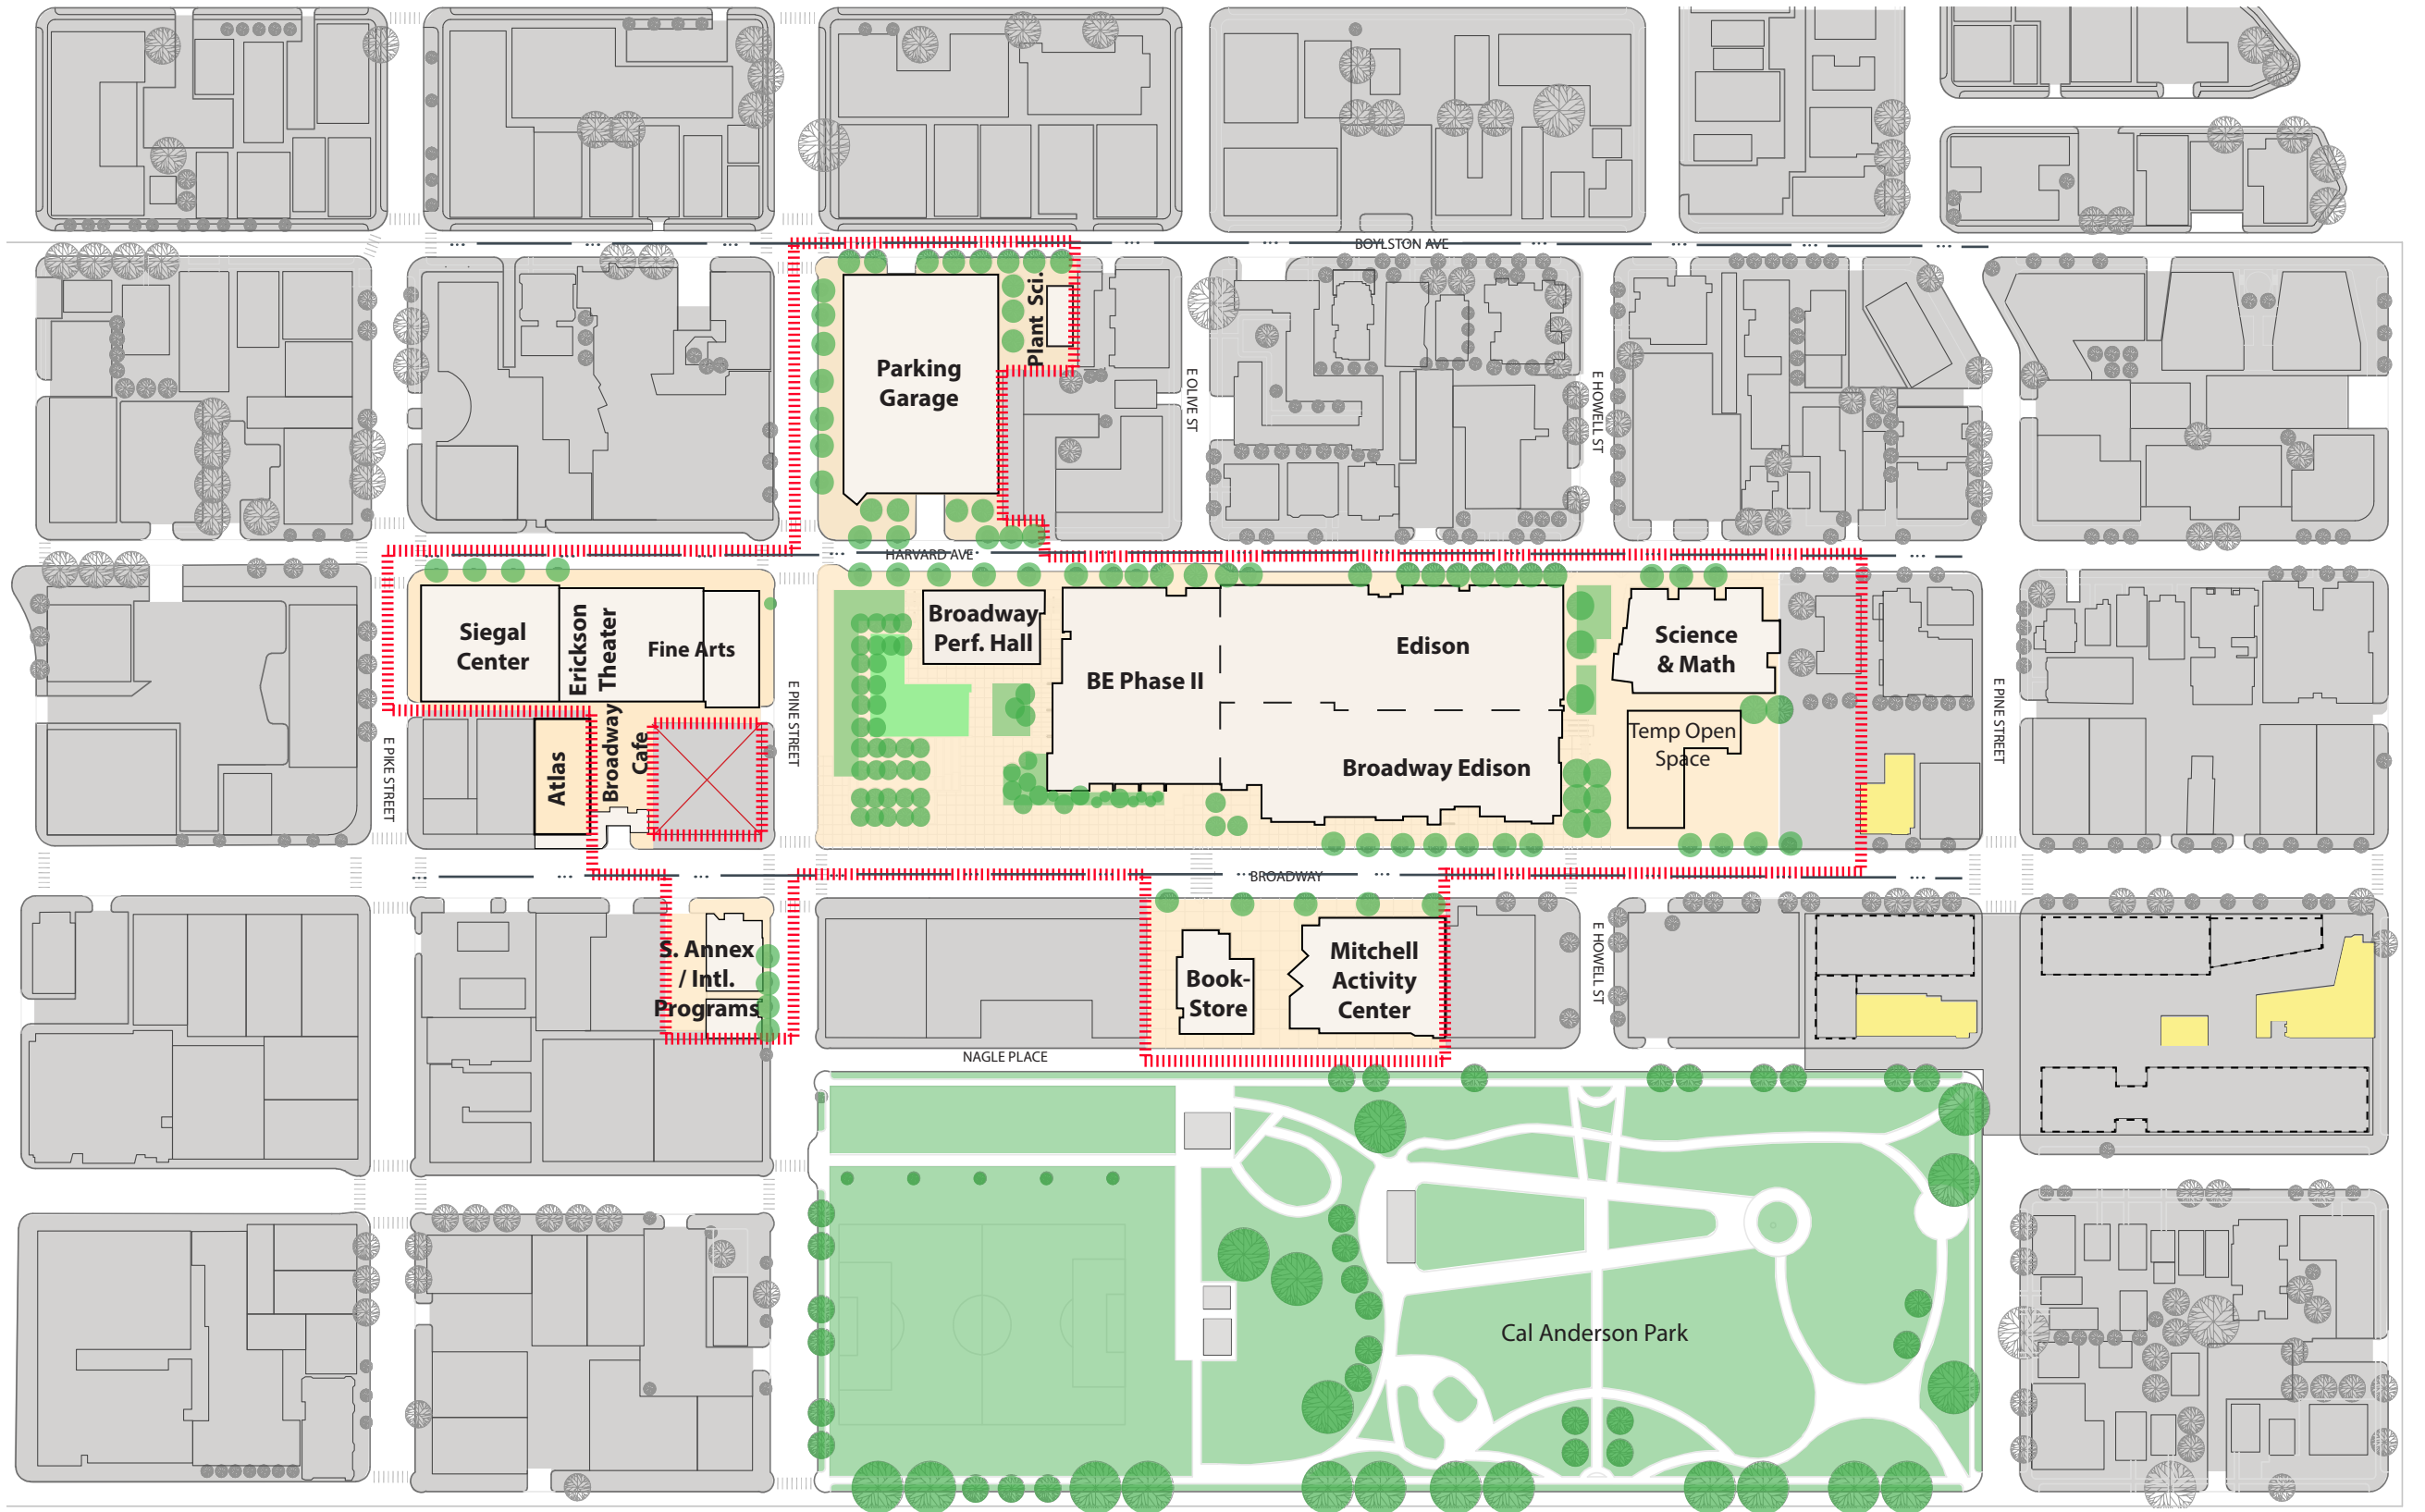 BOYLSTON AVE
Plant Sci.
Parking
Garage
E OLIVE ST
E HOWELL ST
HARVARD AVE
Siegal
Center
Erickson
Theater
Fine Arts
Broadway
Perf. Hall
BE Phase II
Edison
Science
& Math
E PIKE STREET
Atlas
Broadway
Cafe
E PINE STREET
Broadway Edison
Temp Open
Space
E PINE STREET
BROADWAY
S. Annex
/ Intl.
Programs
Book-
Store
Mitchell
Activity
Center
E HOWELL ST
NAGLE PLACE
Cal Anderson Park